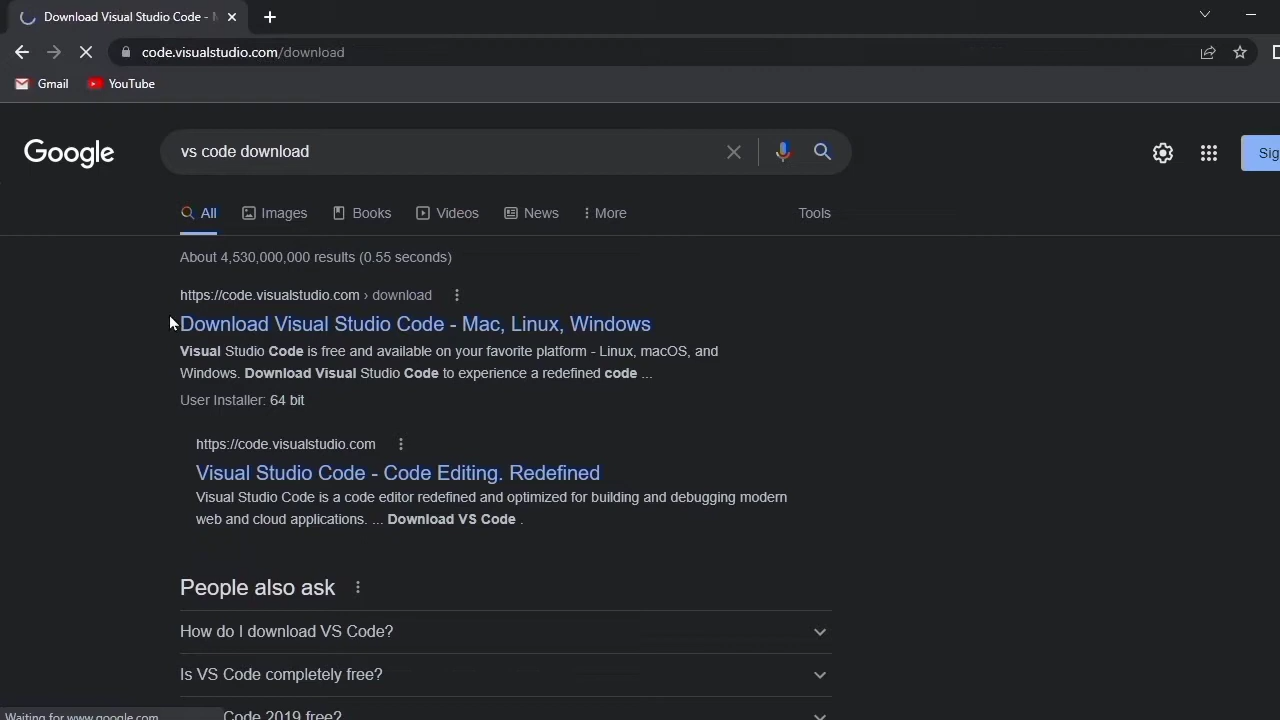 Download Visual Studio Code -
code.visualstudio.com/download
Gmail
YouTube
Google
vs code download
Sig
All
Images
Books
Videos
News
More
Tools
About 4,530,000,000 results (0.55 seconds)
https://code.visualstudio.com › download
Download Visual Studio Code - Mac, Linux, Windows
Visual Studio Code is free and available on your favorite platform - Linux, macOS, and
Windows. Download Visual Studio Code to experience a redefined code ...
User Installer: 64 bit
https://code.visualstudio.com
Visual Studio Code - Code Editing. Redefined
Visual Studio Code is a code editor redefined and optimized for building and debugging modern
web and cloud applications. ... Download VS Code .
People also ask
How do I download VS Code?
Is VS Code completely free?
Code 2019 free?
Waiting for www.google.com